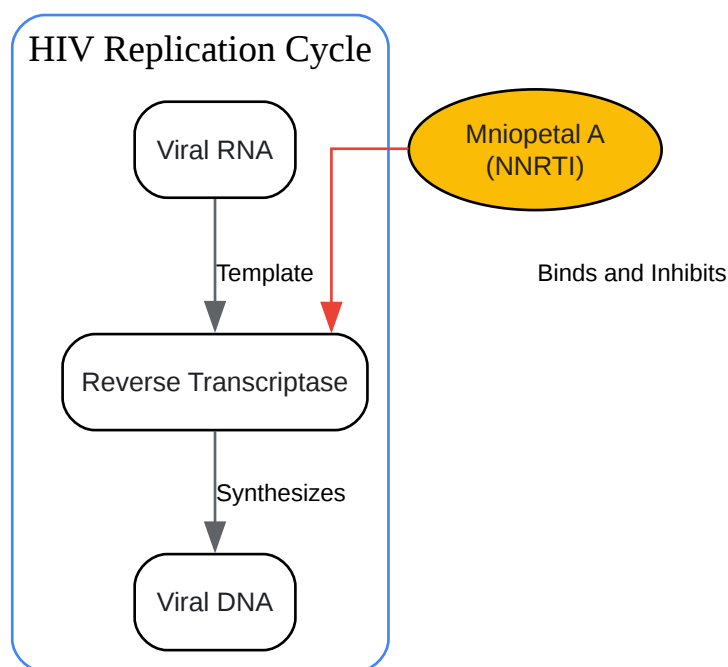 HIV Replication Cycle
Viral RNA
Mniopetal A
(NNRTI)
Template
Binds and Inhibits
Reverse Transcriptase
Synthesizes
Viral DNA